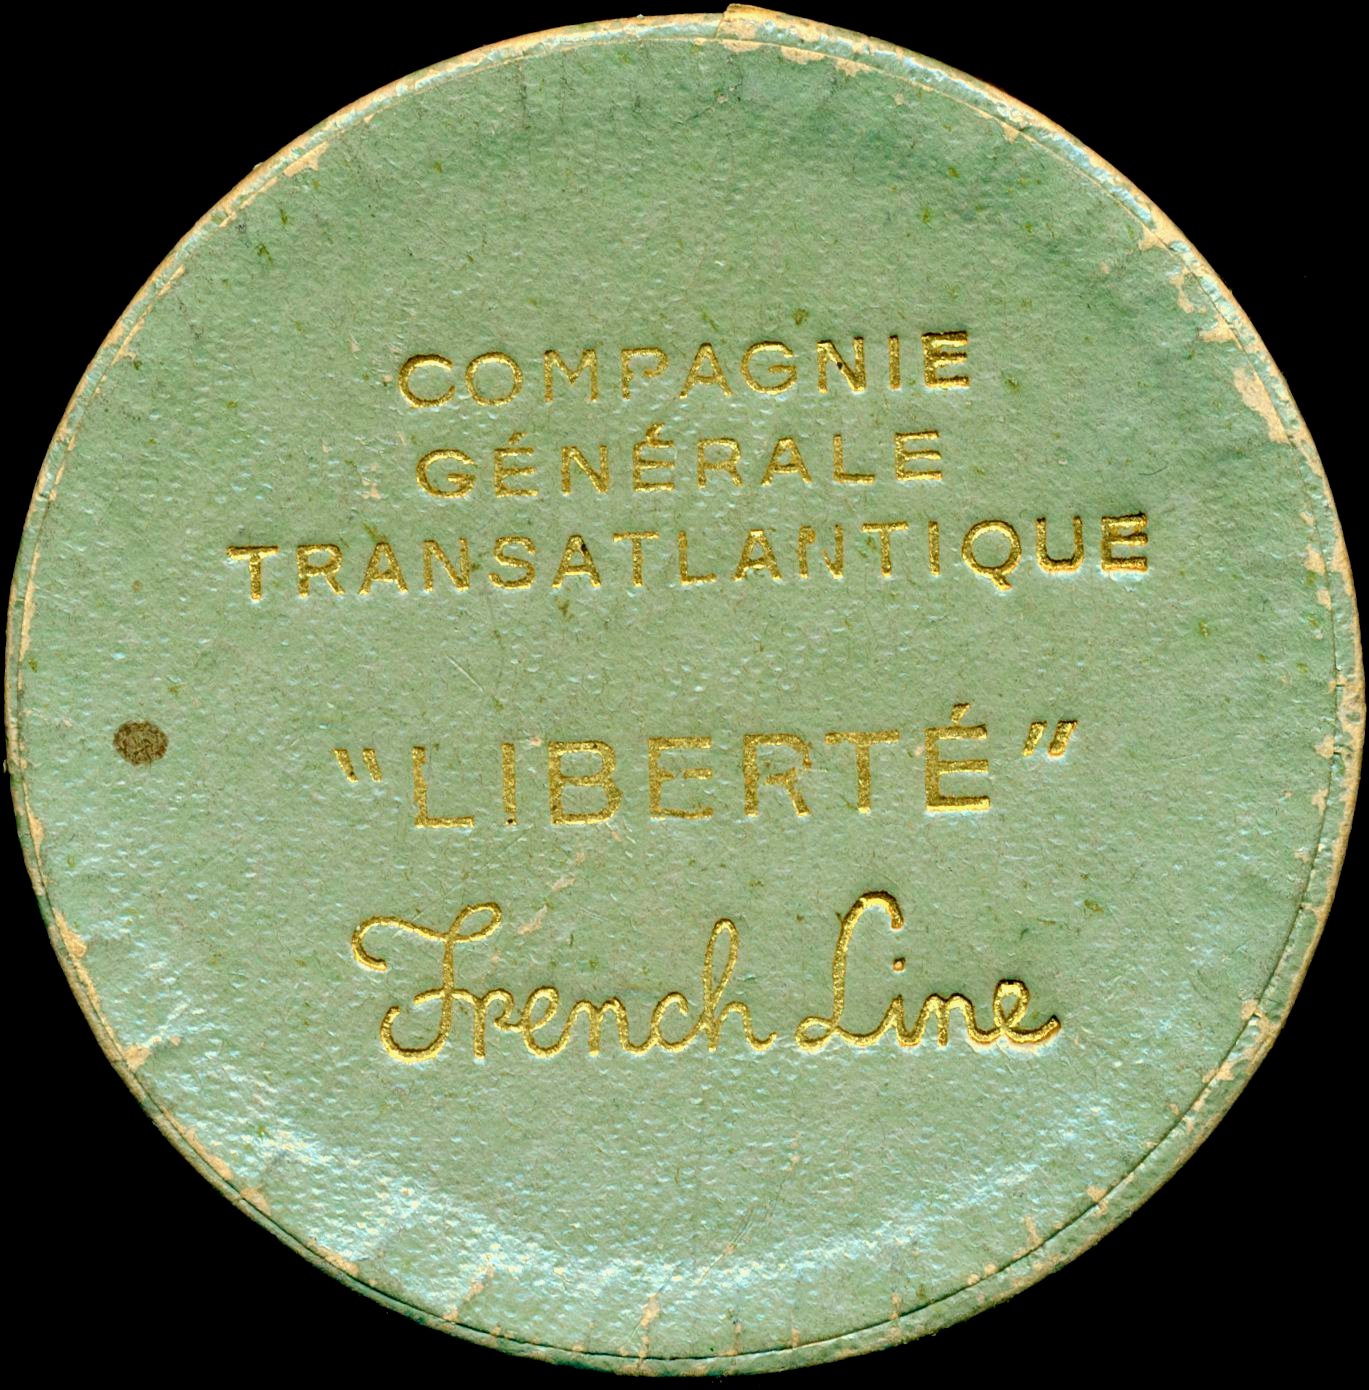 COMPAGNIE
GÉNÉRALE
TRANSATLANTIQUE
"LIBERTÉ"
French Line